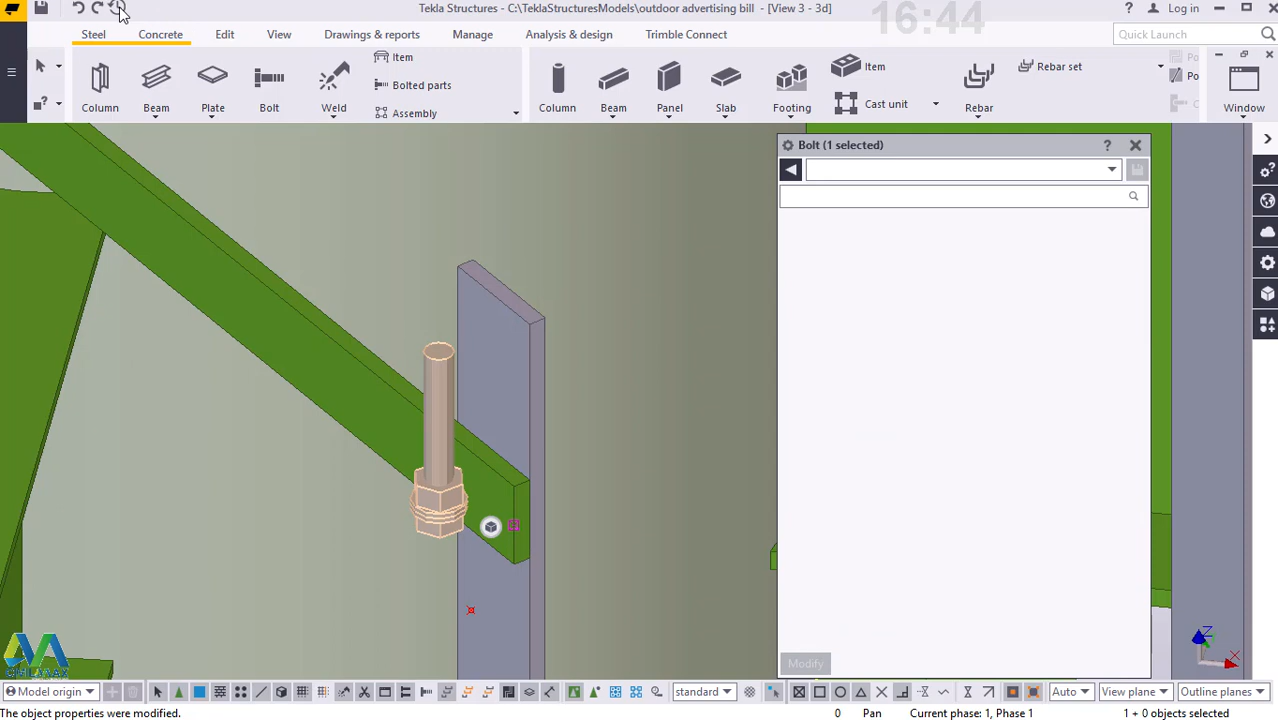 Tekla Structures - C:\TeklaStructuresModels\outdoor advertising bill - [View 3 - 3d]
16:44
Log in
Steel
Concrete
Edit
View
Drawings & reports
Manage
Analysis & design
Trimble Connect
Quick Launch
Column
Beam
Plate
Bolt
Weld
Item
Bolted parts
Assembly
Column
Beam
Panel
Slab
Footing
Item
Cast unit
Rebar
Rebar set
Window
Bolt (1 selected)
Modify
CIVILMAX
Model origin
standard
Auto
View plane
Outline planes
The object properties were modified.
0
Pan
Current phase: 1, Phase 1
1 + 0 objects selected
Z
X